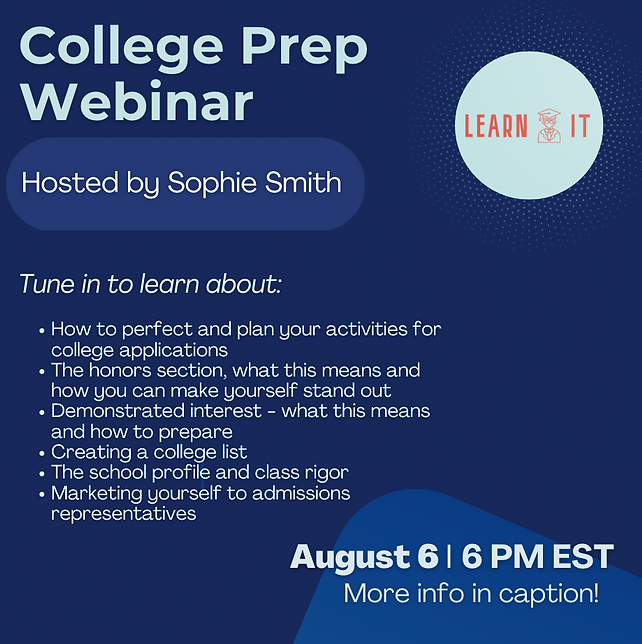 College Prep
Webinar
LEARN IT
Hosted by Sophie Smith
Tune in to learn about:
• How to perfect and plan your activities for
college applications
• The honors section, what this means and
how you can make yourself stand out
• Demonstrated interest - what this means
and how to prepare
• Creating a college list
• The school profile and class rigor
• Marketing yourself to admissions
representatives
August 6 | 6 PM EST
More info in caption!